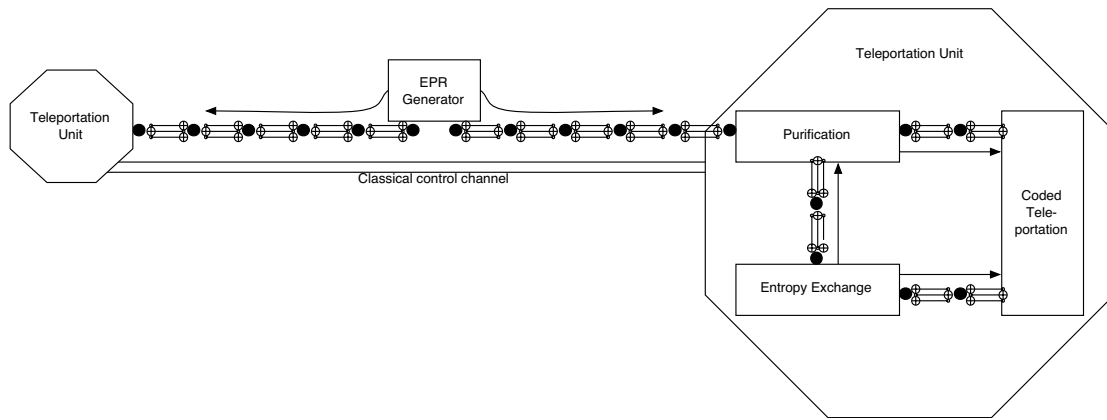 Teleportation
Unit
EPR
Generator
Classical control channel
Teleportation Unit
Purification
Entropy Exchange
Coded
Tele-
portation